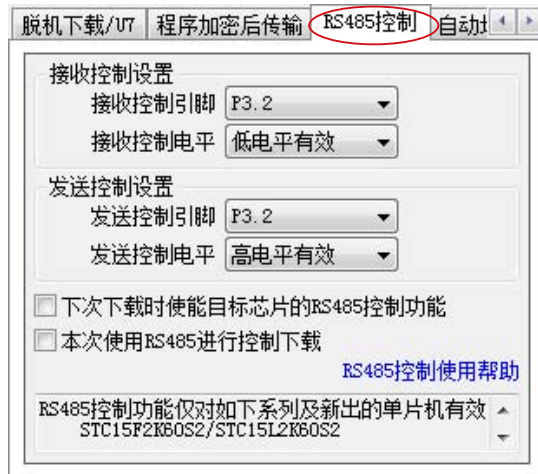 脱机下载/U7 程序加密后传输 RS485控制 自动
接收控制设置
接收控制引脚 P3.2
接收控制电平 低电平有效
发送控制设置
发送控制引脚 P3.2
发送控制电平 高电平有效
下次下载时使能目标芯片的RS485控制功能
本次使用RS485进行控制下载
RS485控制使用帮助
RS485控制功能仅对如下系列及新出的单片机有效
STC15F2K60S2/STC15L2K60S2